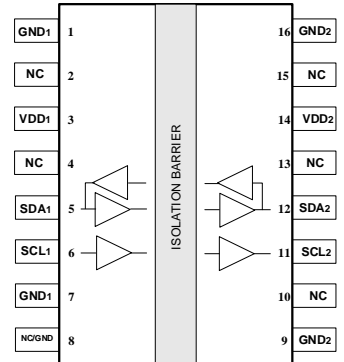 GND1 1 16 GND2
NC 2 15 NC
VDD1 3 14 VDD2
NC 4 13 NC
SDA1 5 12 SDA2
SCL1 6 11 SCL2
GND1 7 10 NC
NC/GND 8 9 GND2
ISOLATION BARRIER